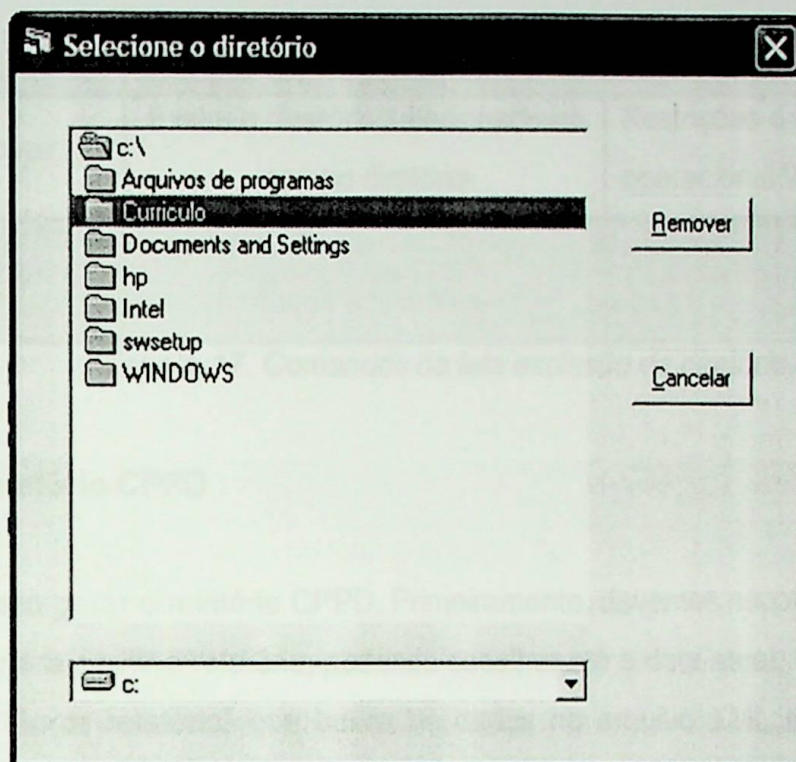 Selecione o diretório
c:\
Arquivos de programas
Curriculo
Documents and Settings
hp
Intel
swsetup
WINDOWS
Remover
Cancelar
c: